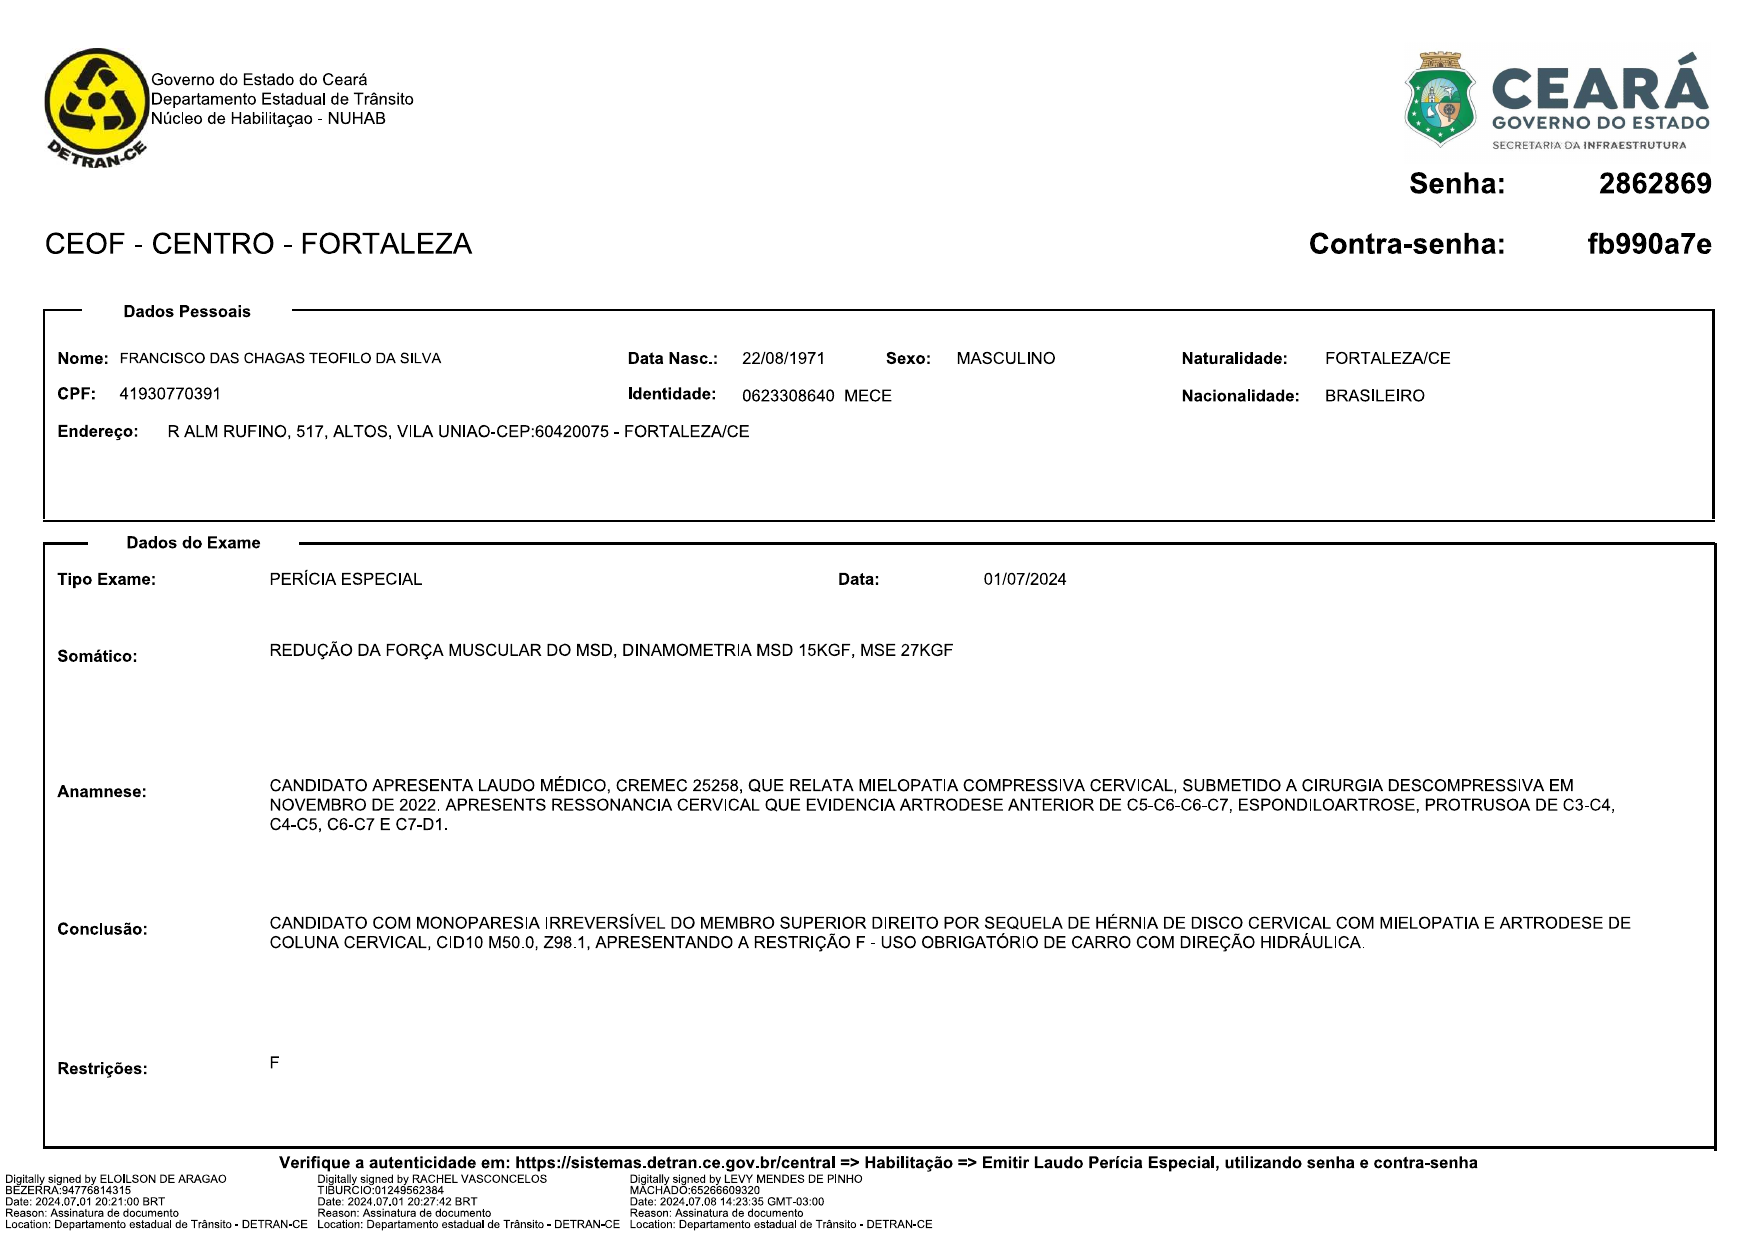 DETRAN-CE
Governo do Estado do Ceará
Departamento Estadual de Trânsito
Núcleo de Habilitaçao - NUHAB
CEARÁ
GOVERNO DO ESTADO
SECRETARIA DA INFRAESTRUTURA
Senha: 2862869
CEOF - CENTRO - FORTALEZA
Contra-senha: fb990a7e
Dados Pessoais
Nome: FRANCISCO DAS CHAGAS TEOFILO DA SILVA Data Nasc.: 22/08/1971 Sexo: MASCULINO Naturalidade: FORTALEZA/CE
CPF: 41930770391 Identidade: 0623308640 MECE Nacionalidade: BRASILEIRO
Endereço: R ALM RUFINO, 517, ALTOS, VILA UNIAO-CEP:60420075 - FORTALEZA/CE
Dados do Exame
Tipo Exame: PERÍCIA ESPECIAL Data: 01/07/2024
Somático: REDUÇÃO DA FORÇA MUSCULAR DO MSD, DINAMOMETRIA MSD 15KGF, MSE 27KGF
Anamnese: CANDIDATO APRESENTA LAUDO MÉDICO, CREMEC 25258, QUE RELATA MIELOPATIA COMPRESSIVA CERVICAL, SUBMETIDO A CIRURGIA DESCOMPRESSIVA EM
NOVEMBRO DE 2022. APRESENTS RESSONANCIA CERVICAL QUE EVIDENCIA ARTRODESE ANTERIOR DE C5-C6-C6-C7, ESPONDILOARTROSE, PROTRUSOA DE C3-C4,
C4-C5, C6-C7 E C7-D1.
Conclusão: CANDIDATO COM MONOPARESIA IRREVERSÍVEL DO MEMBRO SUPERIOR DIREITO POR SEQUELA DE HÉRNIA DE DISCO CERVICAL COM MIELOPATIA E ARTRODESE DE
COLUNA CERVICAL, CID10 M50.0, Z98.1, APRESENTANDO A RESTRIÇÃO F - USO OBRIGATÓRIO DE CARRO COM DIREÇÃO HIDRÁULICA.
Restrições: F
Verifique a autenticidade em: https://sistemas.detran.ce.gov.br/central => Habilitação => Emitir Laudo Perícia Especial, utilizando senha e contra-senha
Digitally signed by ELOILSON DE ARAGAO
BEZERRA:94776814315
Date: 2024.07.01 20:21:00 BRT
Reason: Assinatura de documento
Location: Departamento estadual de Trânsito - DETRAN-CE
Digitally signed by RACHEL VASCONCELOS
TIBURCIO:01249562384
Date: 2024.07.01 20:27:42 BRT
Reason: Assinatura de documento
Location: Departamento estadual de Trânsito - DETRAN-CE
Digitally signed by LEVY MENDES DE PINHO
MACHADO:65266609320
Date: 2024.07.08 14:23:35 GMT-03:00
Reason: Assinatura de documento
Location: Departamento estadual de Trânsito - DETRAN-CE